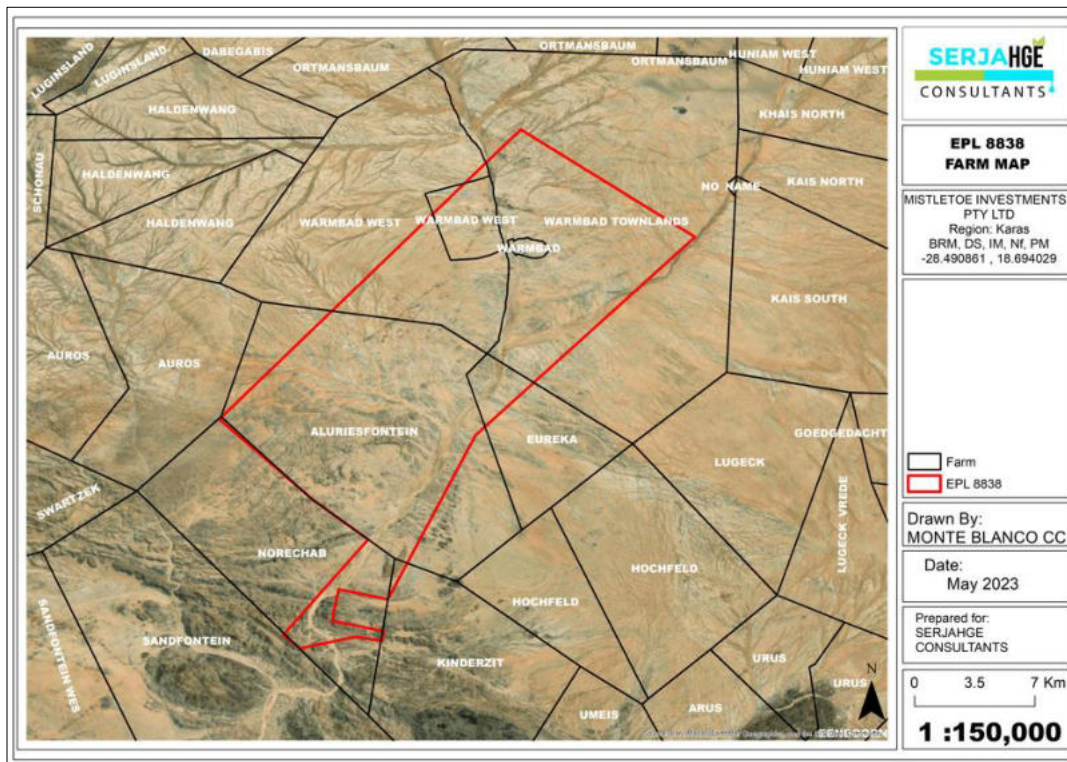 LUGINSLAND
LUGINSLAND
DABEGABIS
ORTMANSBAUM
ORTMANSBAUM
ORTMANSBAUM
HUNIAM WEST
HUNIAM WEST
HALDENWANG
KHAIS NORTH
SCHONAU
HALDENWANG
NO NAME
KAIS NORTH
HALDENWANG
WARMBAD WEST
WARMBAD WEST
WARMBAD TOWNLANDS
WARMBAD
KAIS SOUTH
AUROS
AUROS
ALURIESFONTEIN
EUREKA
GOEDGEDACHT
LUGECK
SWARTZEK
LUGECK VREDE
NORECHAB
HOCHFELD
HOCHFELD
SANDFONTEIN WES
SANDFONTEIN
KINDERZIT
URUS
URUS
UMEIS
ARUS
N
SERJAHGE
CONSULTANTS
EPL 8838
FARM MAP
MISTLETOE INVESTMENTS
PTY LTD
Region: Karas
BRM, DS, IM, Nf, PM
-28.490861 , 18.694029
Farm
EPL 8838
Drawn By:
MONTE BLANCO CC
Date:
May 2023
Prepared for:
SERJAHGE
CONSULTANTS
0 3.5 7 Km
1 :150,000